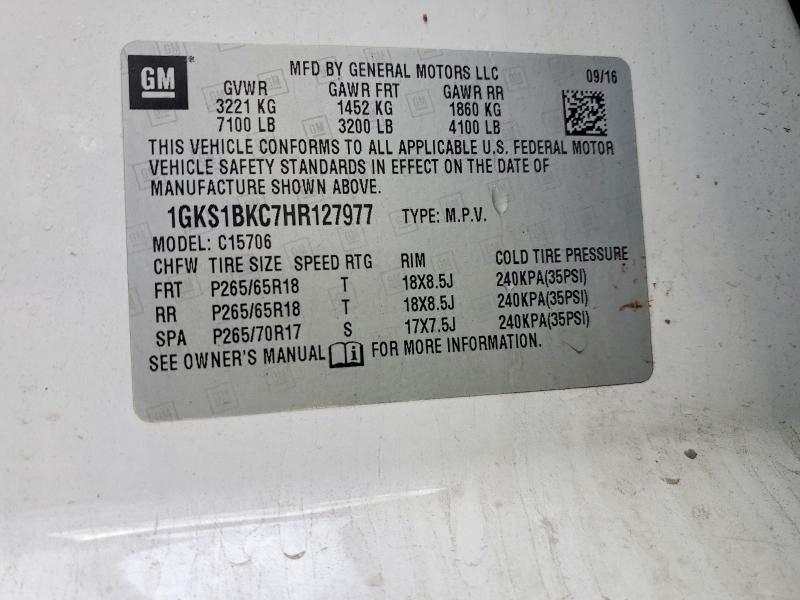 GM
MFD BY GENERAL MOTORS LLC 09/16
GVWR GAWR FRT GAWR RR
3221 KG 1452 KG 1860 KG
7100 LB 3200 LB 4100 LB
THIS VEHICLE CONFORMS TO ALL APPLICABLE U.S. FEDERAL MOTOR
VEHICLE SAFETY STANDARDS IN EFFECT ON THE DATE OF
MANUFACTURE SHOWN ABOVE.
1GKS1BKC7HR127977 TYPE: M.P.V.
MODEL: C15706
CHFW TIRE SIZE SPEED RTG RIM COLD TIRE PRESSURE
FRT P265/65R18 T 18X8.5J 240KPA(35PSI)
RR P265/65R18 T 18X8.5J 240KPA(35PSI)
SPA P265/70R17 S 17X7.5J 240KPA(35PSI)
SEE OWNER'S MANUAL FOR MORE INFORMATION.